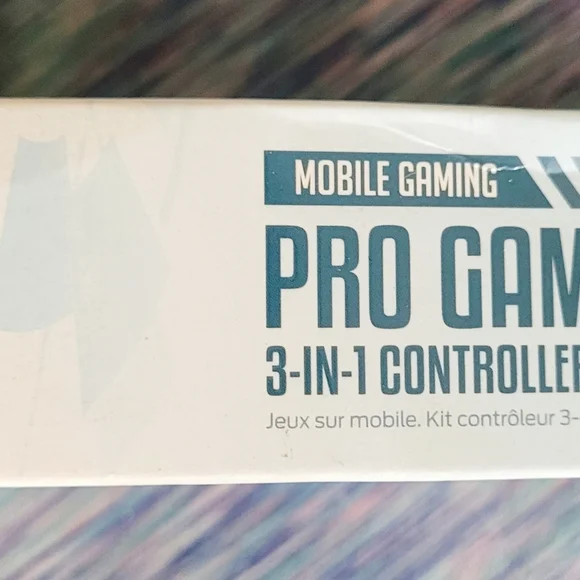 MOBILE GAMING
PRO GAM
3-IN-1 CONTROLLER
Jeux sur mobile. Kit contrôleur 3-